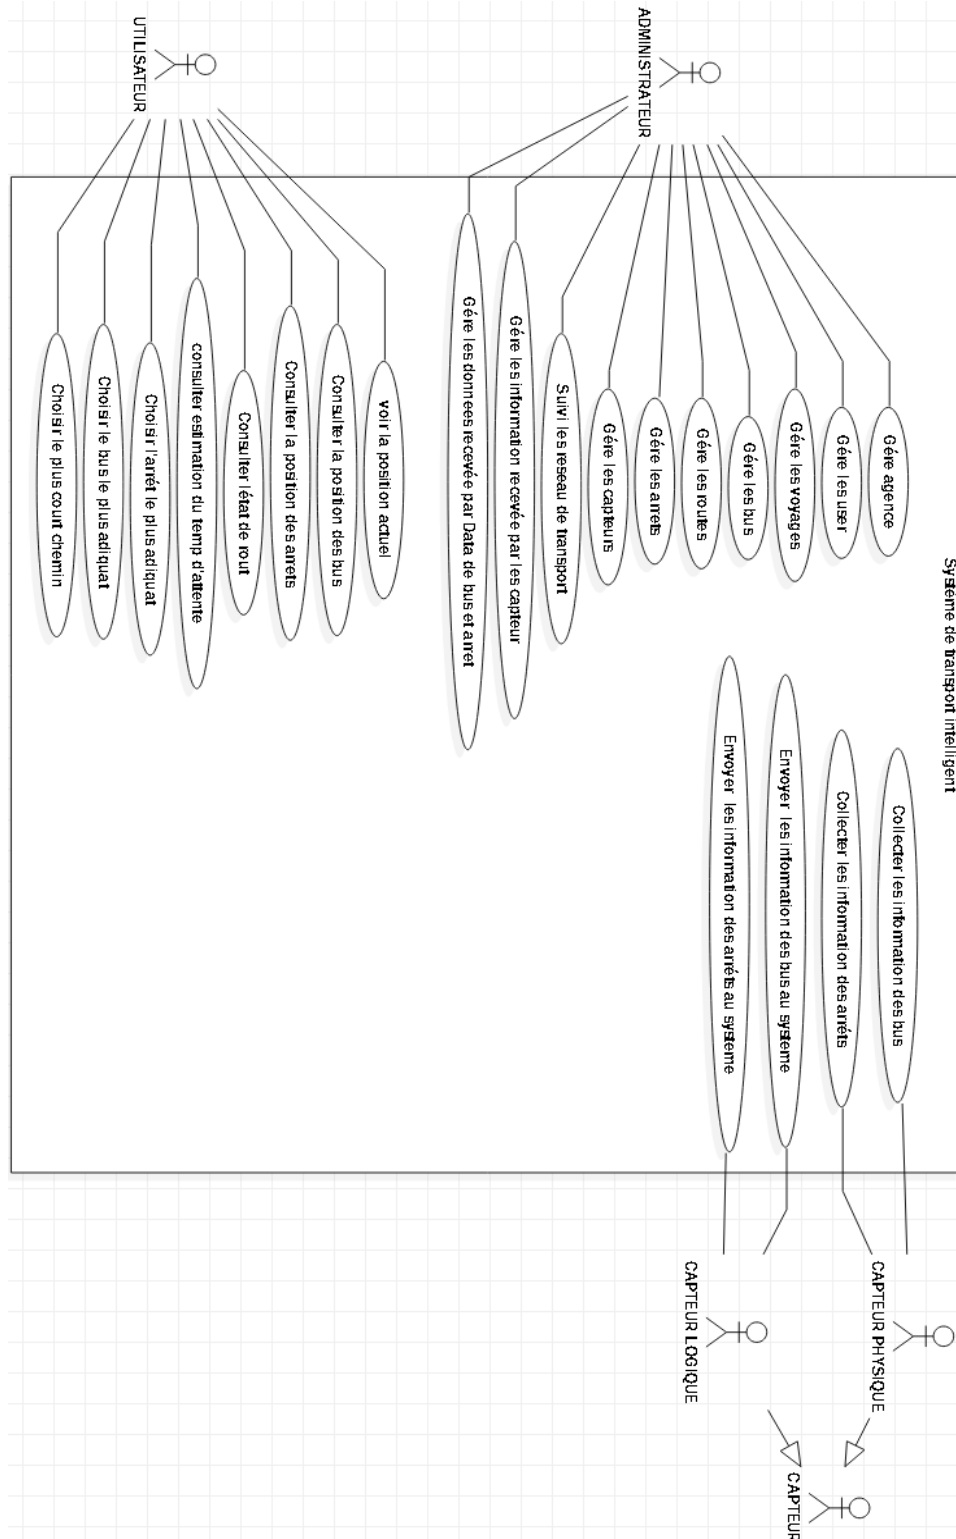 Systéme de transport intelligent
ADMINISTRATEUR
Gére agence
Gére les user
Gére les voyages
Gére les bus
Gére les routes
Gére les arrets
Gére les capteurs
Suivi les reseau de transport
Gére les information recevée par les capteur
Gére les donnees recevée par Data de bus et arret
UTILISATEUR
voir la position actuel
Consulter la position des bus
Consulter la position des arrets
Consulter l'état de rout
consulter estimation du temp d'attente
Choisir l'arrét le plus adiquat
Choisir le bus le plus adiquat
Choisir le plus court chemin
Collecter les information des bus
Collecter les information des arréts
Envoyer les information des bus au systeme
Envoyer les information des arréts au systeme
CAPTEUR PHYSIQUE
CAPTEUR LOGIQUE
CAPTEUR